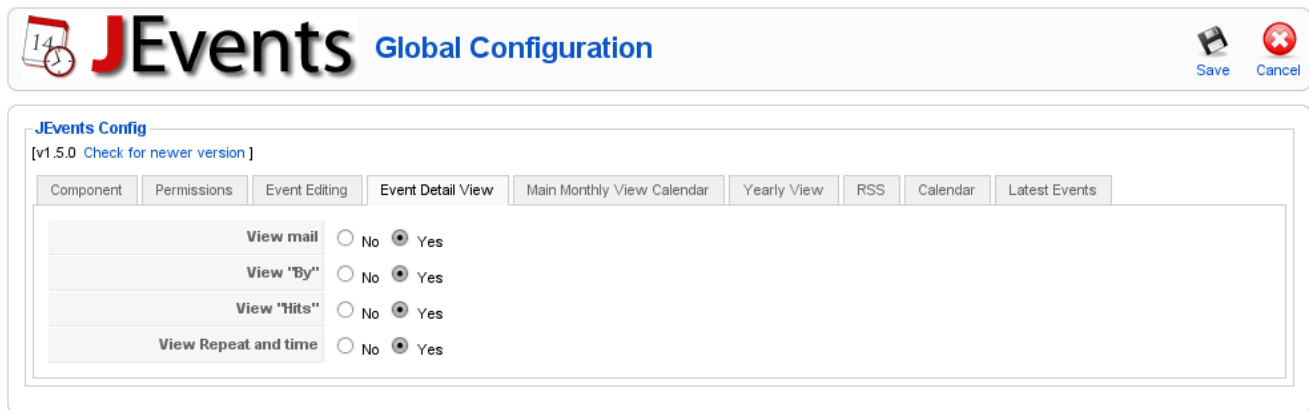 14 JEvents Global Configuration
Save Cancel
JEvents Config
[v1.5.0 Check for newer version ]
Component Permissions Event Editing Event Detail View Main Monthly View Calendar Yearly View RSS Calendar Latest Events
View mail No Yes
View "By" No Yes
View "Hits" No Yes
View Repeat and time No Yes